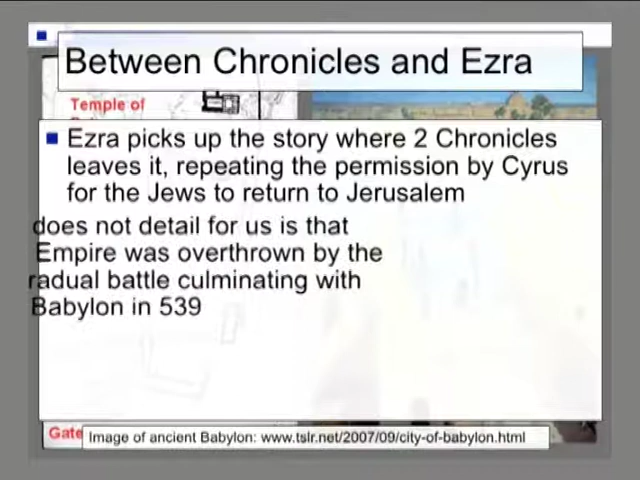 Between Chronicles and Ezra
Temple of
Ezra picks up the story where 2 Chronicles
leaves it, repeating the permission by Cyrus
for the Jews to return to Jerusalem
does not detail for us is that
Empire was overthrown by the
radual battle culminating with
Babylon in 539
Gate
Image of ancient Babylon: www.tslr.net/2007/09/city-of-babylon.html